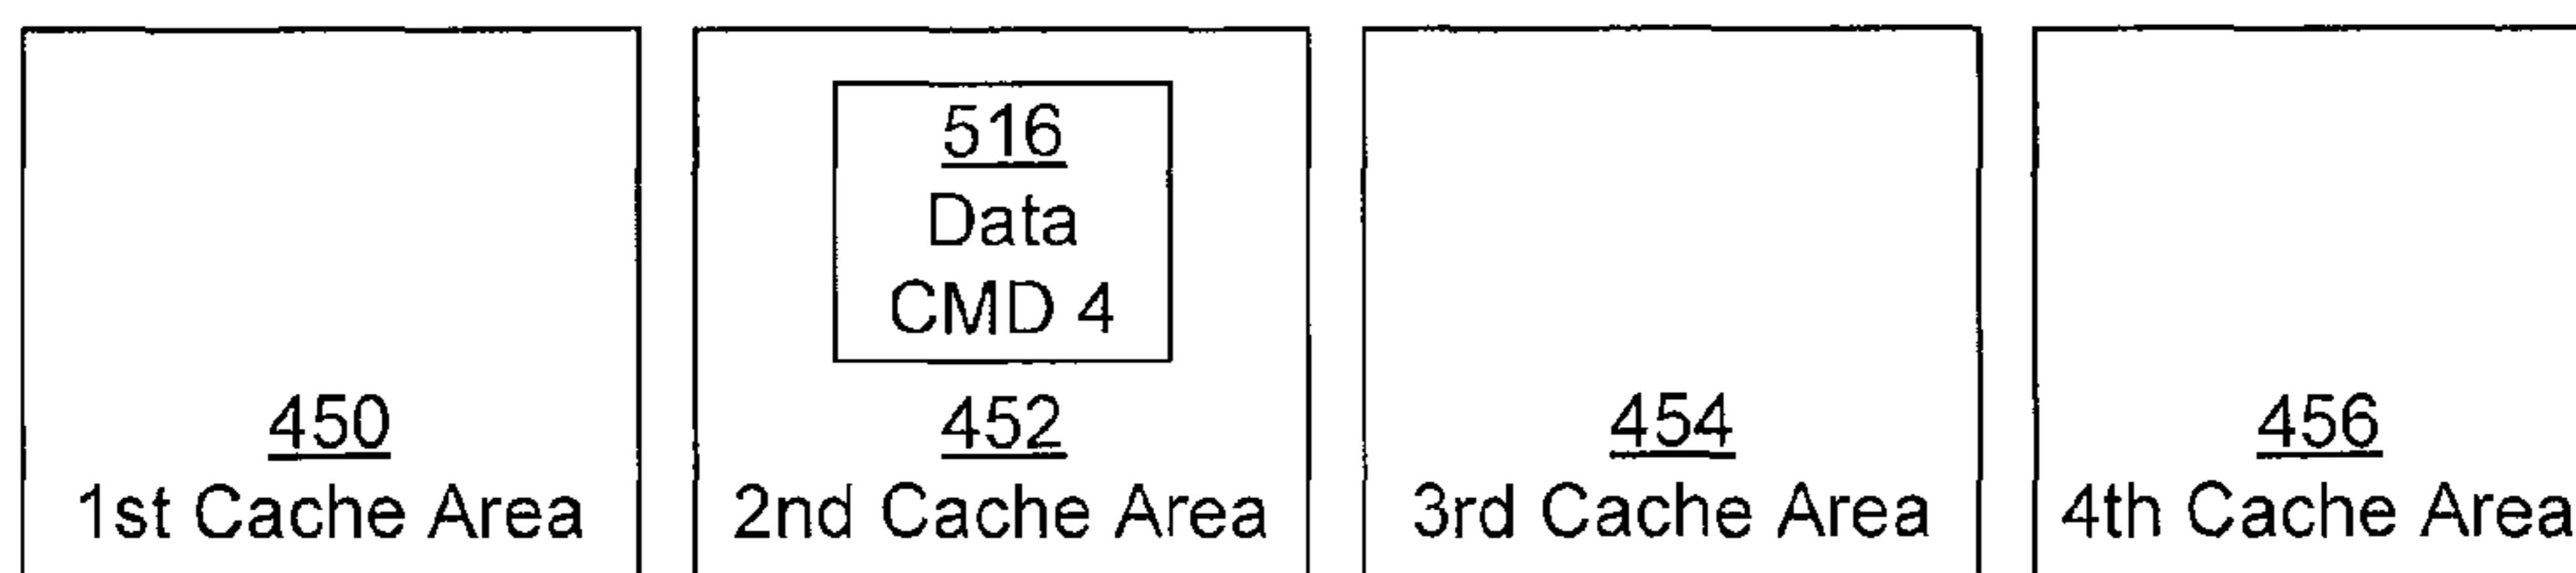 516
Data
CMD 4
450
1st Cache Area
452
2nd Cache Area
454
3rd Cache Area
456
4th Cache Area